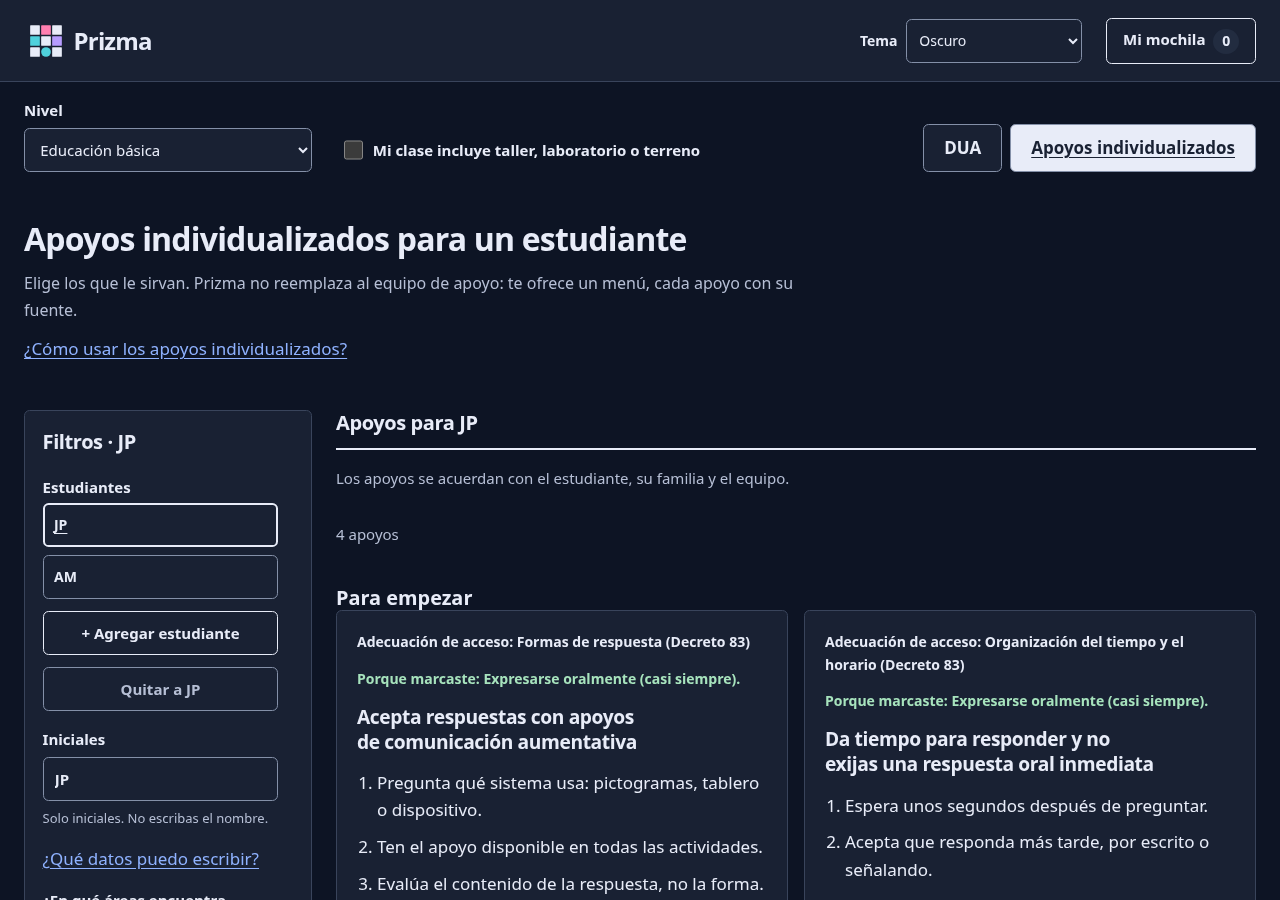 Prizma
Tema
Oscuro
Mi mochila 0
Nivel
Educación básica
Mi clase incluye taller, laboratorio o terreno
DUA
Apoyos individualizados
Apoyos individualizados para un estudiante
Elige los que le sirvan. Prizma no reemplaza al equipo de apoyo: te ofrece un menú, cada apoyo con su
fuente.
¿Cómo usar los apoyos individualizados?
Filtros · JP
Estudiantes
JP
AM
+ Agregar estudiante
Quitar a JP
Iniciales
JP
Solo iniciales. No escribas el nombre.
¿Qué datos puedo escribir?
¿En qué áreas encuentra
Apoyos para JP
Los apoyos se acuerdan con el estudiante, su familia y el equipo.
4 apoyos
Para empezar
Adecuación de acceso: Formas de respuesta (Decreto 83)
Porque marcaste: Expresarse oralmente (casi siempre).
Acepta respuestas con apoyos
de comunicación aumentativa
1. Pregunta qué sistema usa: pictogramas, tablero
o dispositivo.
2. Ten el apoyo disponible en todas las actividades.
3. Evalúa el contenido de la respuesta, no la forma.
Adecuación de acceso: Organización del tiempo y el
horario (Decreto 83)
Porque marcaste: Expresarse oralmente (casi siempre).
Da tiempo para responder y no
exijas una respuesta oral inmediata
1. Espera unos segundos después de preguntar.
2. Acepta que responda más tarde, por escrito o
señalando.